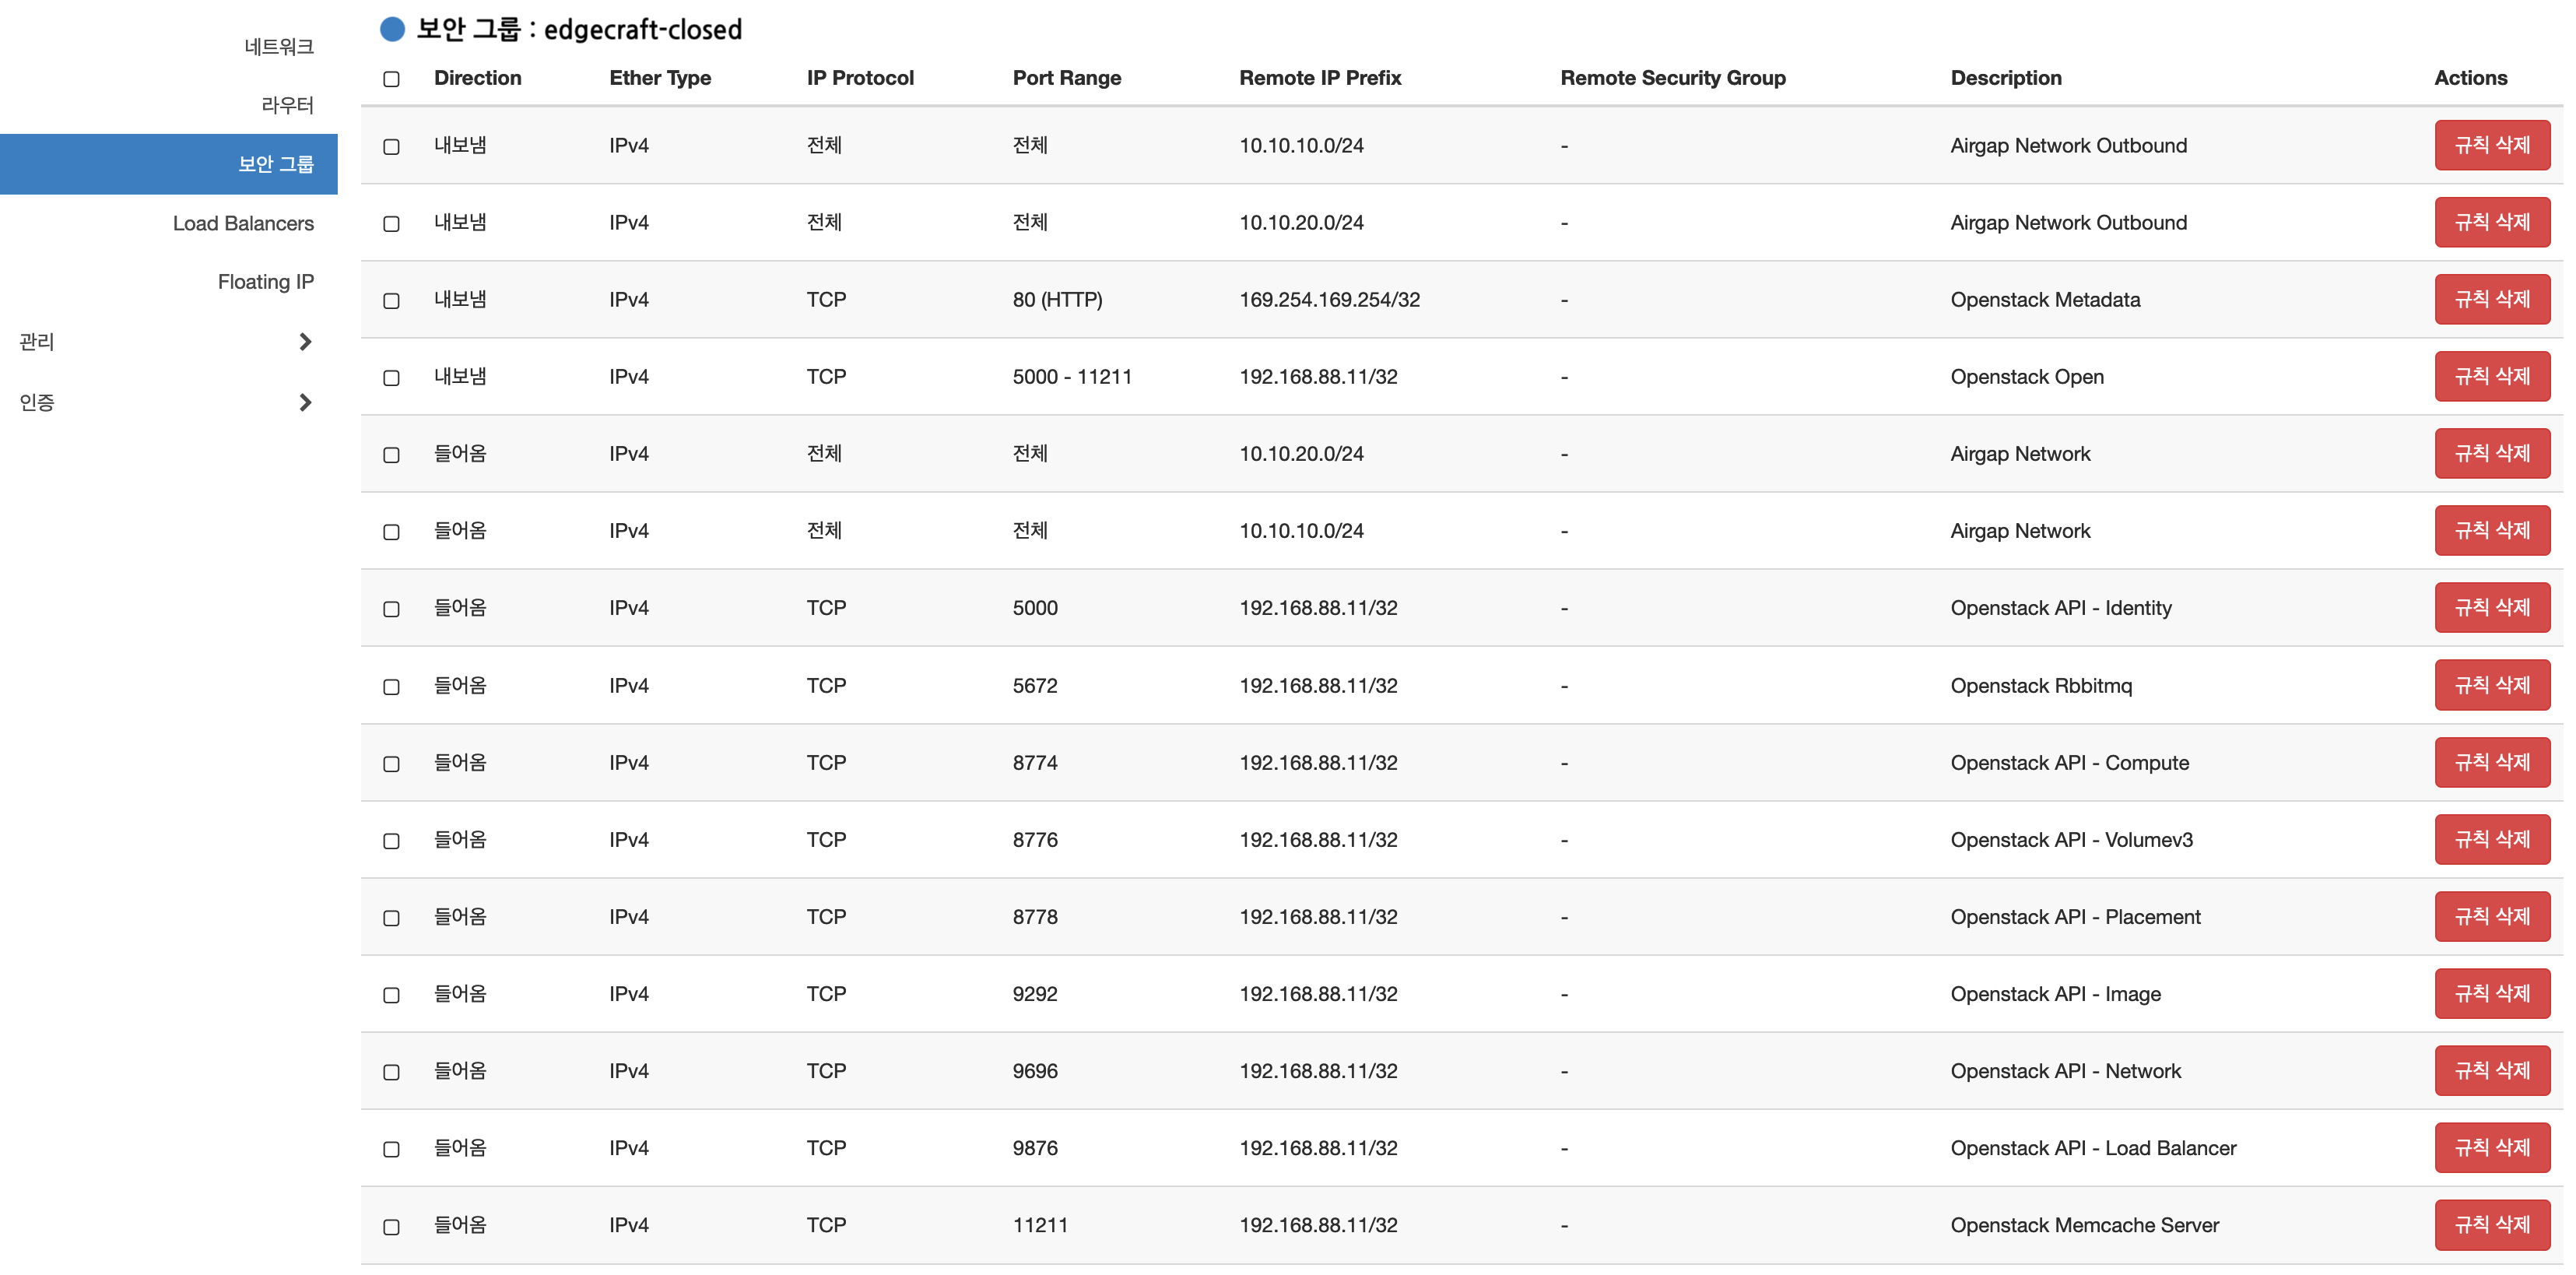 네트워크
라우터
보안 그룹
Load Balancers
Floating IP
관리
인증
보안 그룹 : edgecraft-closed
Direction Ether Type IP Protocol Port Range Remote IP Prefix Remote Security Group Description Actions
내보냄 IPv4 전체 전체 10.10.10.0/24 - Airgap Network Outbound 규칙 삭제
내보냄 IPv4 전체 전체 10.10.20.0/24 - Airgap Network Outbound 규칙 삭제
내보냄 IPv4 TCP 80 (HTTP) 169.254.169.254/32 - Openstack Metadata 규칙 삭제
내보냄 IPv4 TCP 5000 - 11211 192.168.88.11/32 - Openstack Open 규칙 삭제
들어옴 IPv4 전체 전체 10.10.20.0/24 - Airgap Network 규칙 삭제
들어옴 IPv4 전체 전체 10.10.10.0/24 - Airgap Network 규칙 삭제
들어옴 IPv4 TCP 5000 192.168.88.11/32 - Openstack API - Identity 규칙 삭제
들어옴 IPv4 TCP 5672 192.168.88.11/32 - Openstack Rbbitmq 규칙 삭제
들어옴 IPv4 TCP 8774 192.168.88.11/32 - Openstack API - Compute 규칙 삭제
들어옴 IPv4 TCP 8776 192.168.88.11/32 - Openstack API - Volumev3 규칙 삭제
들어옴 IPv4 TCP 8778 192.168.88.11/32 - Openstack API - Placement 규칙 삭제
들어옴 IPv4 TCP 9292 192.168.88.11/32 - Openstack API - Image 규칙 삭제
들어옴 IPv4 TCP 9696 192.168.88.11/32 - Openstack API - Network 규칙 삭제
들어옴 IPv4 TCP 9876 192.168.88.11/32 - Openstack API - Load Balancer 규칙 삭제
들어옴 IPv4 TCP 11211 192.168.88.11/32 - Openstack Memcache Server 규칙 삭제